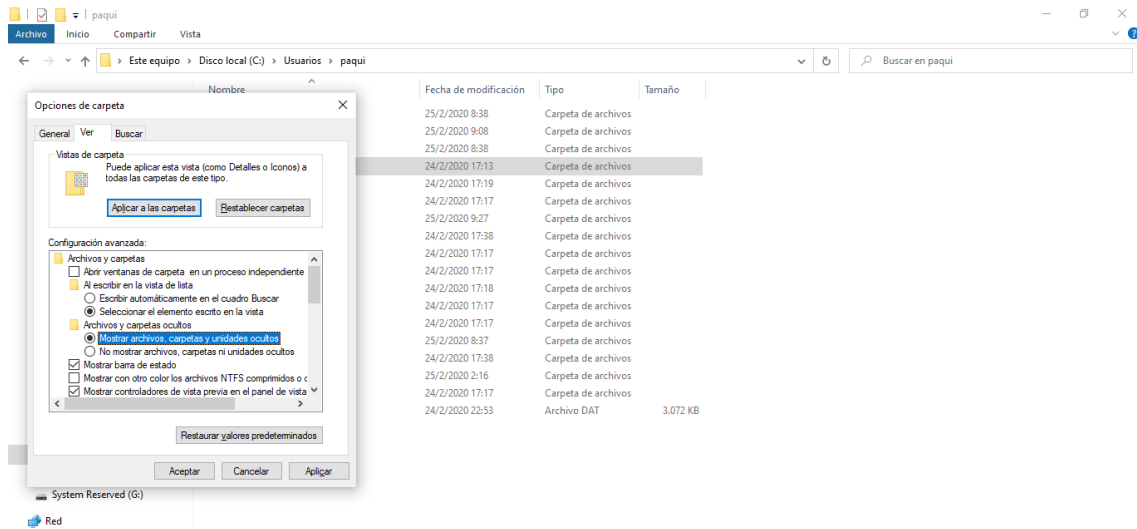 paqui
Archivo Inicio Compartir Vista
Este equipo > Disco local (C:) > Usuarios > paqui
Buscar en paqui
Nombre Fecha de modificación Tipo Tamaño
25/2/2020 8:38 Carpeta de archivos
25/2/2020 9:08 Carpeta de archivos
25/2/2020 8:38 Carpeta de archivos
24/2/2020 17:13 Carpeta de archivos
24/2/2020 17:19 Carpeta de archivos
24/2/2020 17:17 Carpeta de archivos
25/2/2020 9:27 Carpeta de archivos
24/2/2020 17:38 Carpeta de archivos
24/2/2020 17:17 Carpeta de archivos
24/2/2020 17:17 Carpeta de archivos
24/2/2020 17:18 Carpeta de archivos
24/2/2020 17:17 Carpeta de archivos
24/2/2020 17:17 Carpeta de archivos
25/2/2020 8:37 Carpeta de archivos
24/2/2020 17:38 Carpeta de archivos
25/2/2020 2:16 Carpeta de archivos
24/2/2020 17:17 Carpeta de archivos
24/2/2020 22:53 Archivo DAT 3.072 KB
Opciones de carpeta
General Ver Buscar
Vistas de carpeta
Puede aplicar esta vista (como Detalles o Iconos) a
todas las carpetas de este tipo.
Aplicar a las carpetas Restablecer carpetas
Configuración avanzada:
Archivos y carpetas
Abrir ventanas de carpeta en un proceso independiente
Al escribir en la vista de lista
Escribir automáticamente en el cuadro Buscar
Seleccionar el elemento escrito en la vista
Archivos y carpetas ocultos
Mostrar archivos, carpetas y unidades ocultos
No mostrar archivos, carpetas ni unidades ocultos
Mostrar barra de estado
Mostrar con otro color los archivos NTFS comprimidos o c
Mostrar controladores de vista previa en el panel de vista
Restaurar valores predeterminados
Aceptar Cancelar Aplicar
System Reserved (G:)
Red